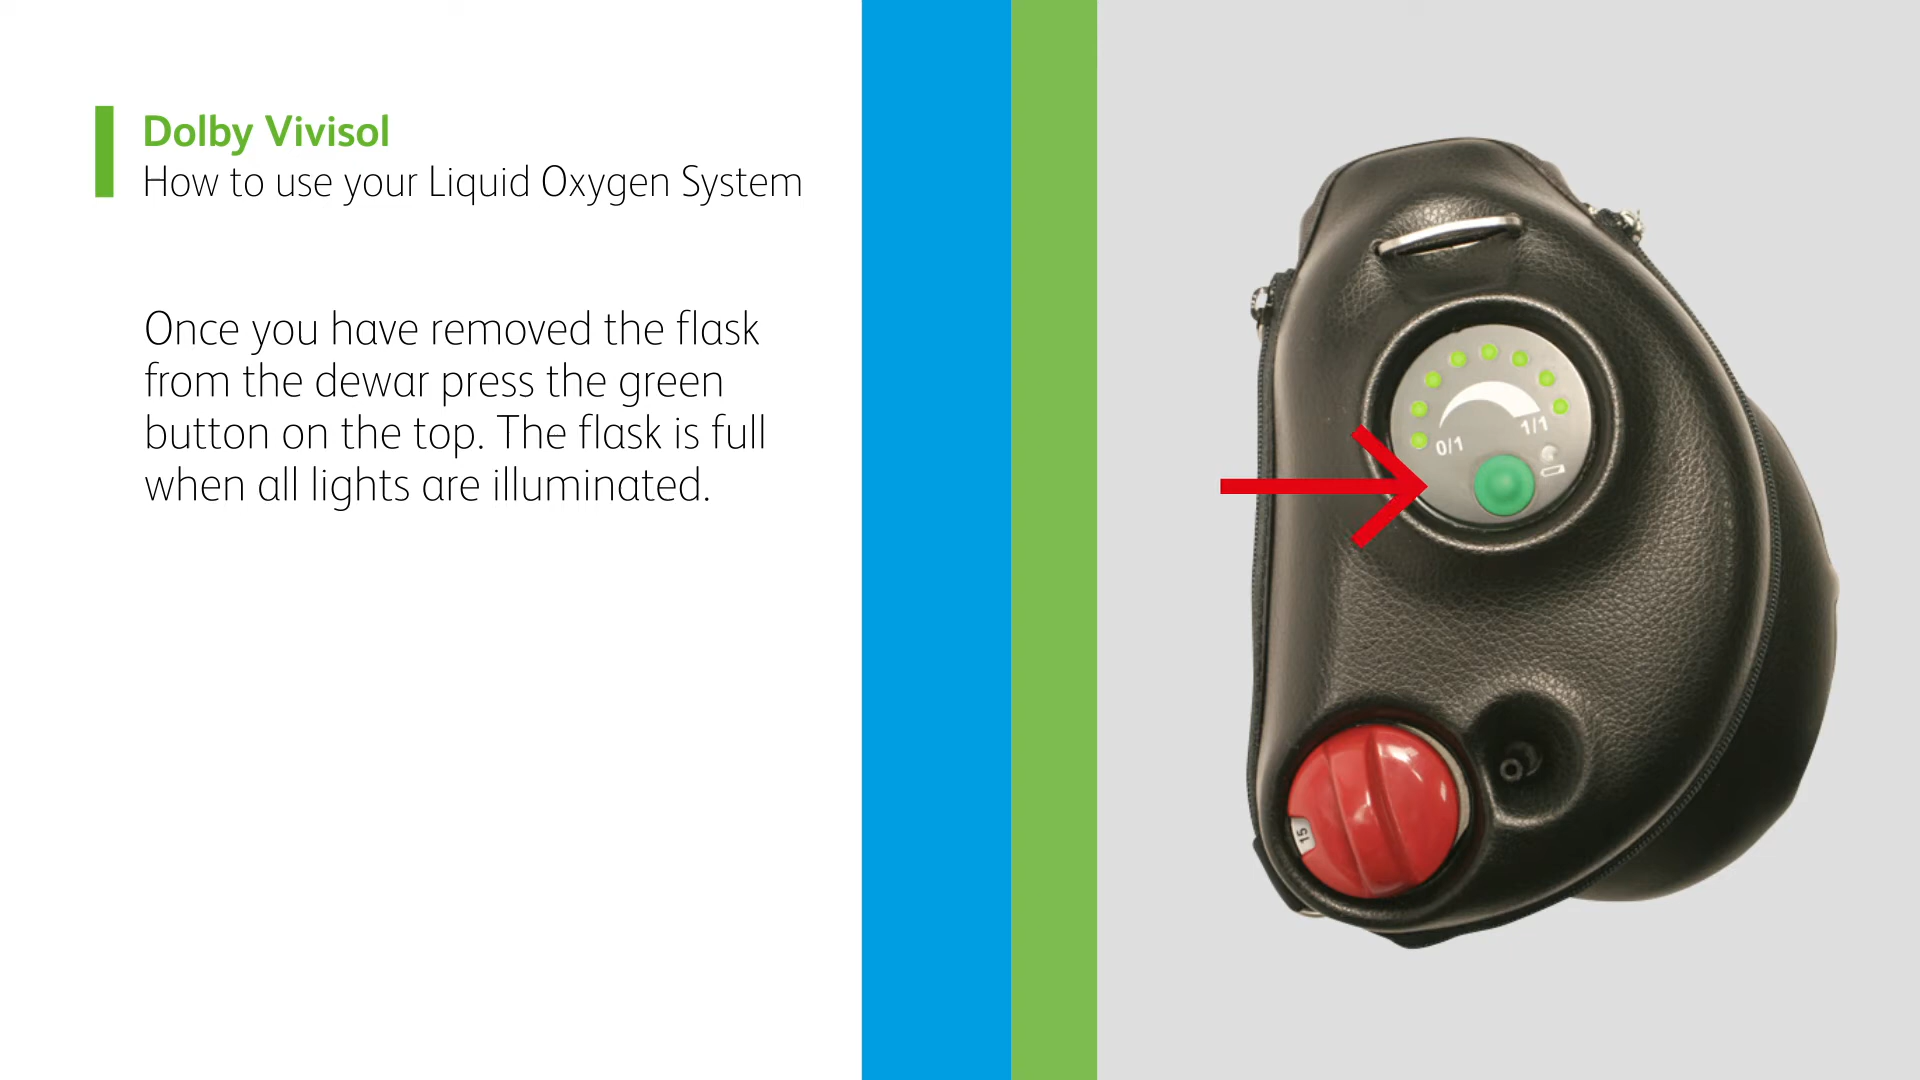 Dolby Vivisol
How to use your Liquid Oxygen System
Once you have removed the flask
from the dewar press the green
button on the top. The flask is full
when all lights are illuminated.
0/1
1/1
15